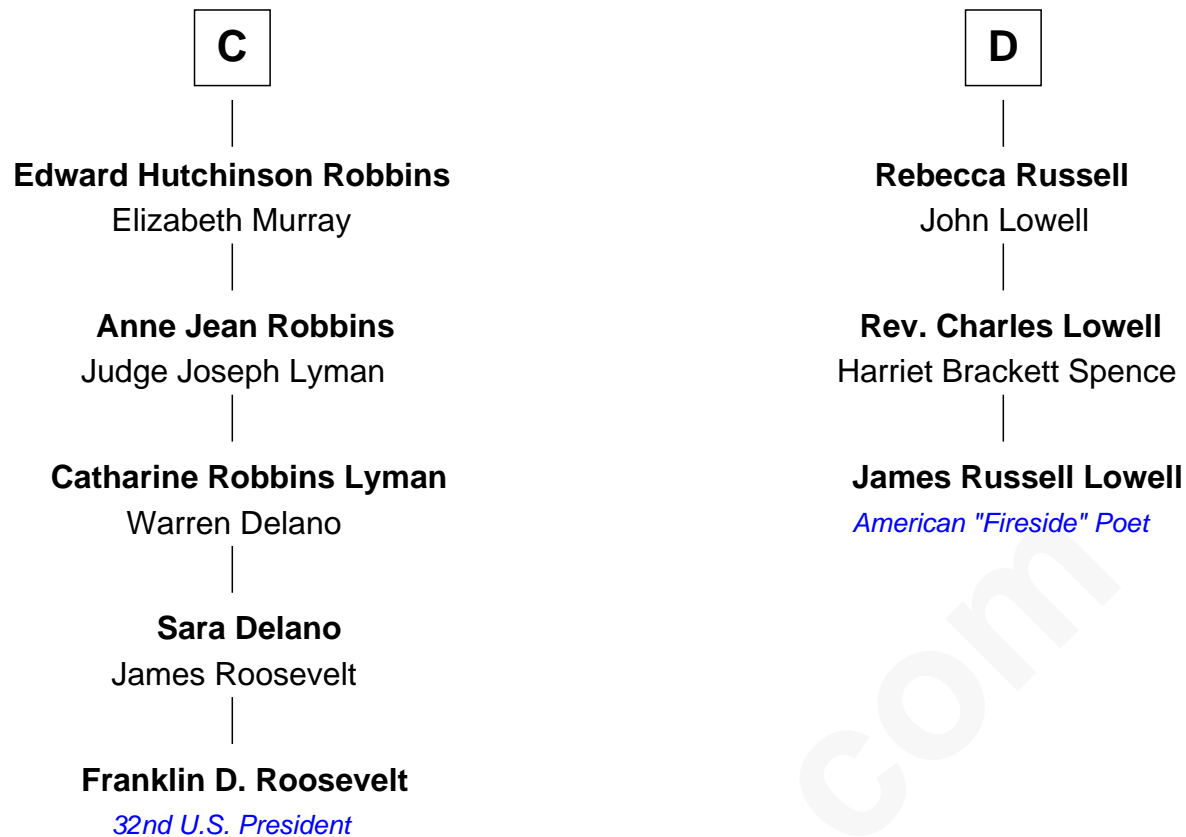 C
Edward Hutchinson Robbins
Elizabeth Murray
Anne Jean Robbins
Judge Joseph Lyman
Catharine Robbins Lyman
Warren Delano
Sara Delano
James Roosevelt
Franklin D. Roosevelt
32nd U.S. President
D
Rebecca Russell
John Lowell
Rev. Charles Lowell
Harriet Brackett Spence
James Russell Lowell
American "Fireside" Poet
com